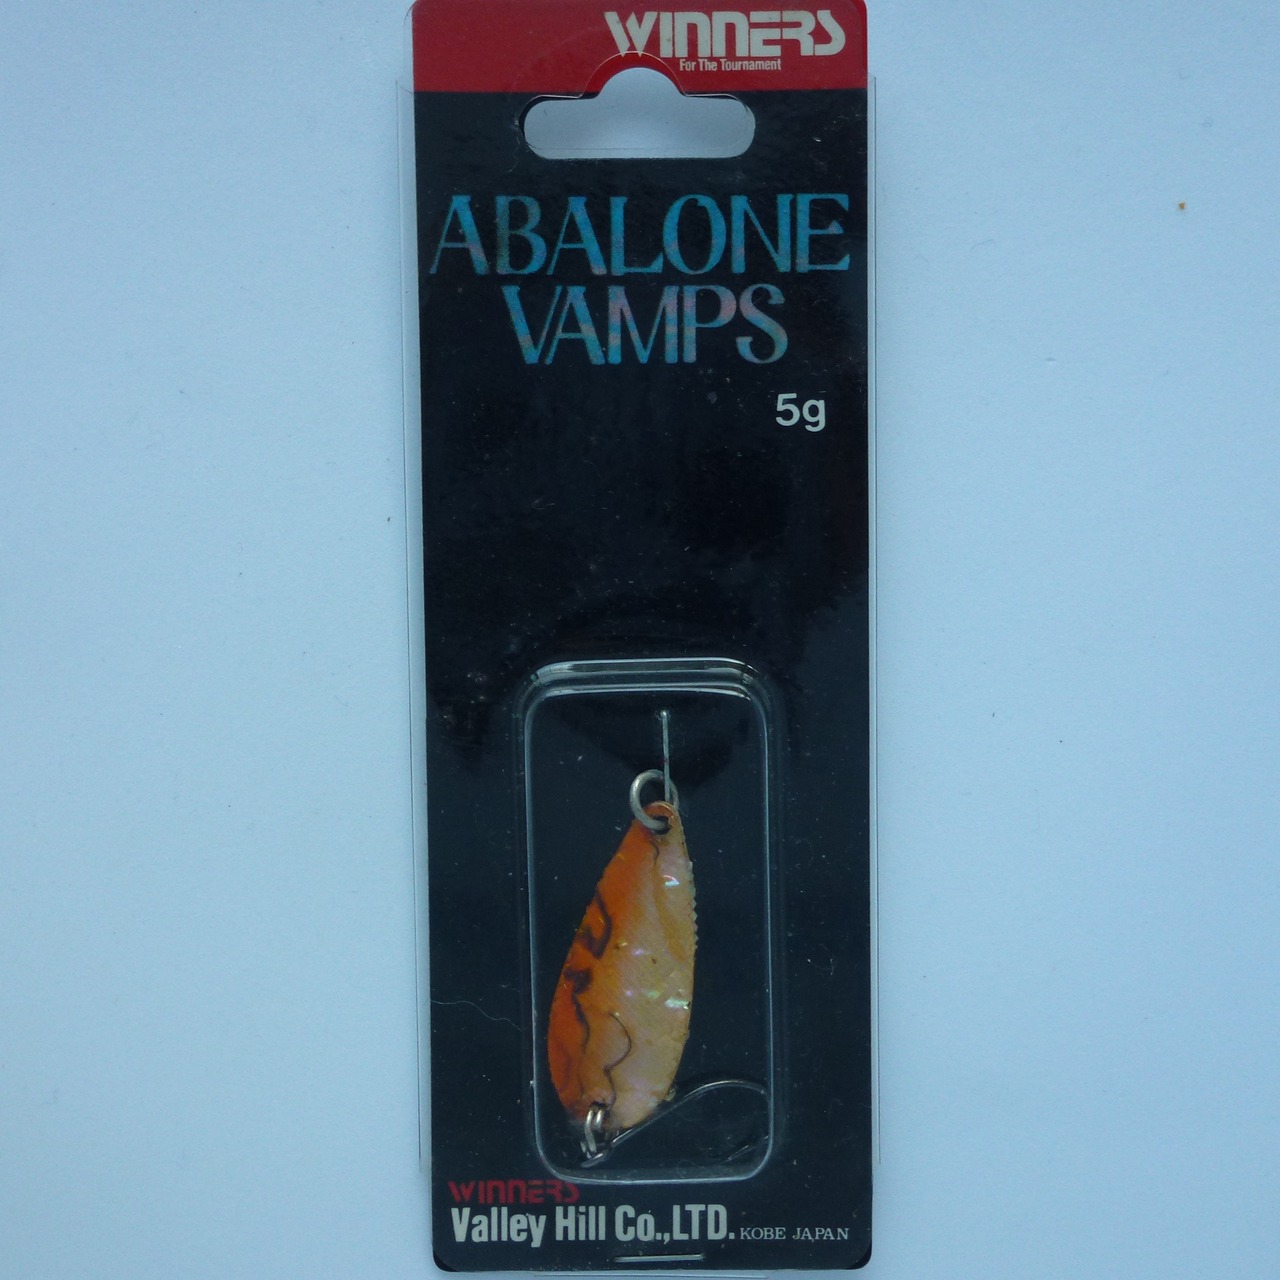 WINNERS
For The Tournament
ABALONE
VAMPS
5g
WINNERS
Valley Hill Co.,LTD. KOBE JAPAN